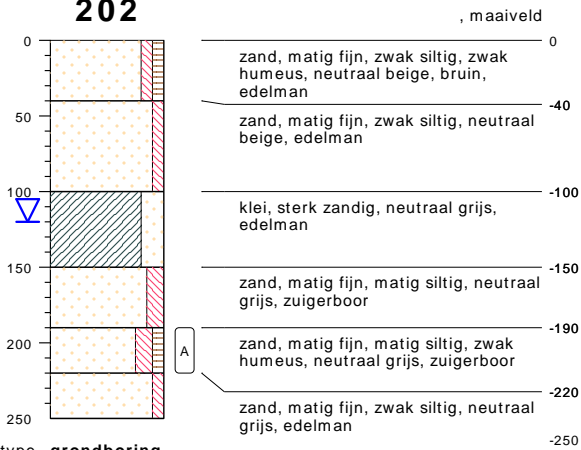 202
, maaiveld
0
0
zand, matig fijn, zwak siltig, zwak
humeus, neutraal beige, bruin,
edelman
-40
50
zand, matig fijn, zwak siltig, neutraal
beige, edelman
100
-100
klei, sterk zandig, neutraal grijs,
edelman
150
-150
zand, matig fijn, matig siltig, neutraal
grijs, zuigerboor
-190
200
A
zand, matig fijn, matig siltig, zwak
humeus, neutraal grijs, zuigerboor
-220
zand, matig fijn, zwak siltig, neutraal
grijs, edelman
250
-250
type grondboring